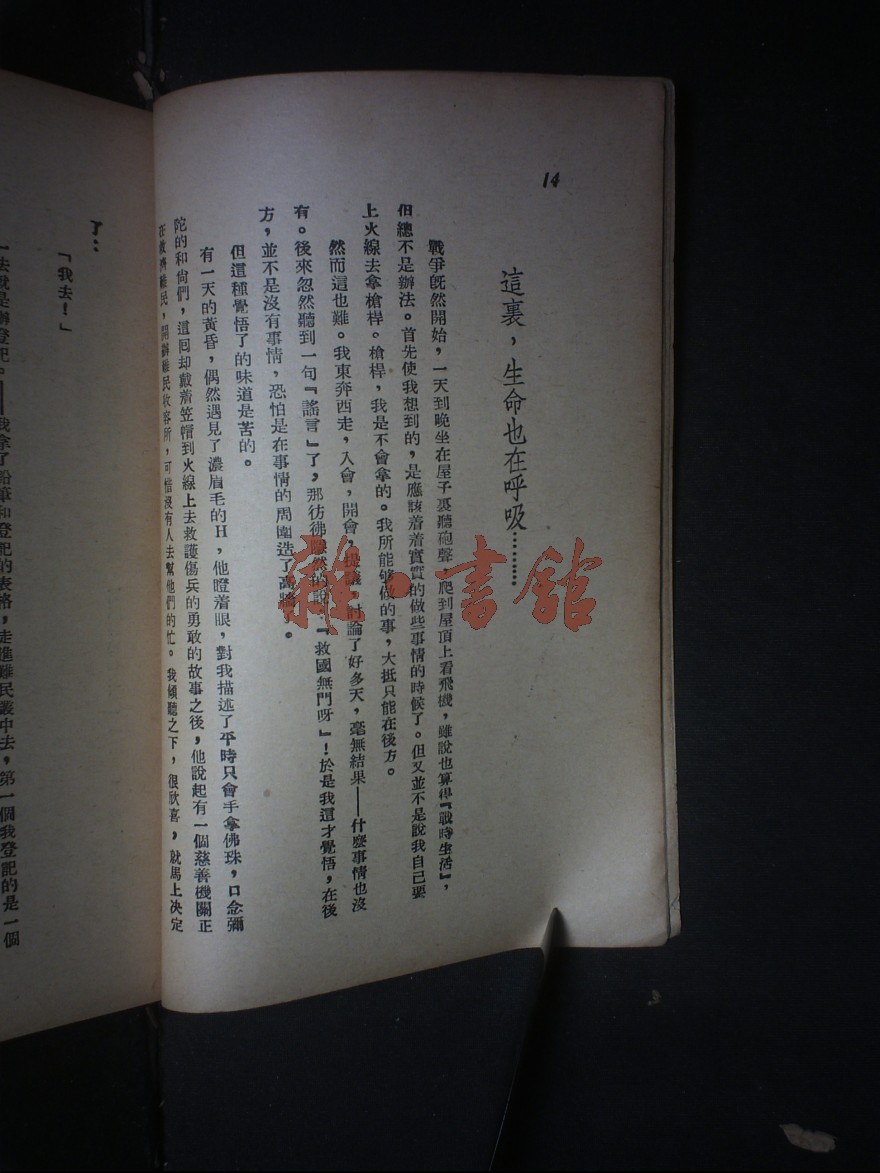 14
這裏，生命也在呼吸………
戰爭旣然開始，一天到晚坐在屋子裏聽砲聲，爬到屋頂上看飛機，雖說也算得『戰時生活』，
但總不是辦法。首先使我想到的，是應該着着實實的做些事情的時候了。但又並不是說我自己要
上火線去拿槍桿。槍桿，我是不會拿的。我所能够做的事，大抵只能在後方。
然而這也難。我東奔西走，入會，開會，提議，討論了好多天，毫無結果——什麼事情也沒
有。後來忽然聽到一句『謠言』了，那彷彿 然的說：『救國無門呀』！於是我這才覺悟，在後
方，並不是沒有事情，恐怕是在事情的周圍造了高牆了。
但這種覺悟了的味道是苦的。
有一天的黃昏，偶然遇見了濃眉毛的H，他瞪着眼，對我描述了平時只會手拿佛珠，口念彌
陀的和尙們，這囘却戴着笠帽到火線上去救護傷兵的勇敢的故事之後，他說起有一個慈善機關正
在救濟難民，開辦難民收容所，可惜沒有人去幫他們的忙。我傾聽之下，很欣喜，就馬上决定
了：
「我去！」
一去就是辦登記。——我拿了鉛筆和登記的表格，走進難民叢中去，第一個我登記的是一個
雜·書館